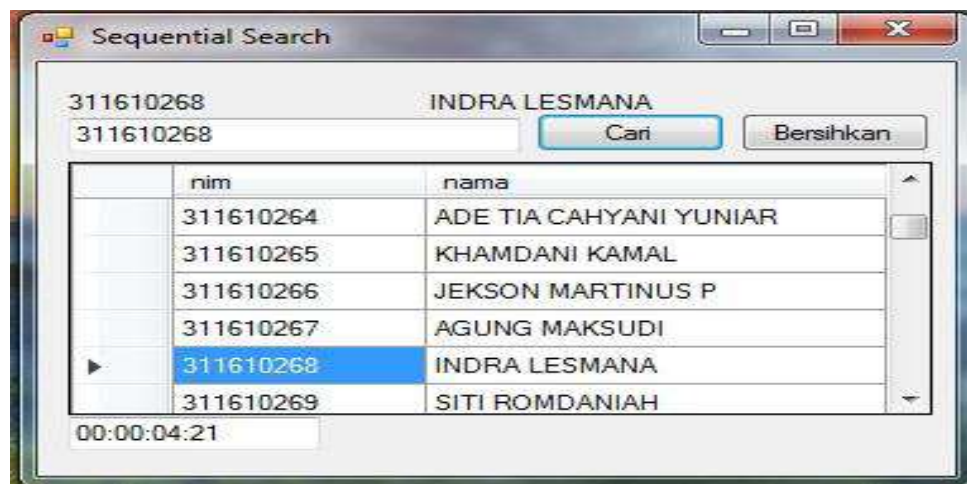 Sequential Search
311610268 INDRA LESMANA
311610268 Cari Bersihkan
nim nama
311610264 ADE TIA CAHYANI YUNIAR
311610265 KHAMDANI KAMAL
311610266 JEKSON MARTINUS P
311610267 AGUNG MAKSUDI
311610268 INDRA LESMANA
311610269 SITI ROMDANIAH
00:00:04:21